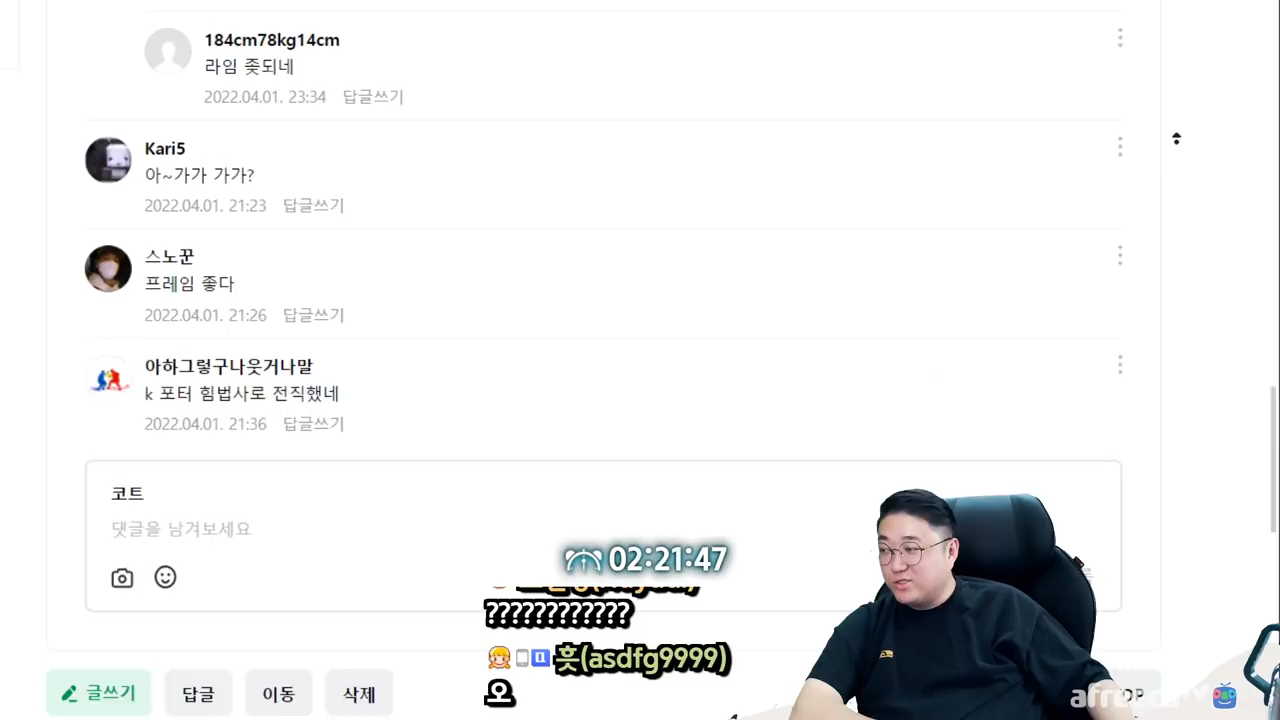 184cm78kg14cm
라임 좆되네
2022.04.01. 23:34 답글쓰기
Kari5
아~가가 가가?
2022.04.01. 21:23 답글쓰기
스노꾼
프레임 좋다
2022.04.01. 21:26 답글쓰기
아하그렇구나웃거나말
k 포터 힘법사로 전직했네
2022.04.01. 21:36 답글쓰기
코트
댓글을 남겨보세요
02:21:47
????????????
흣(asdfg9999)
요
글쓰기 답글 이동 삭제